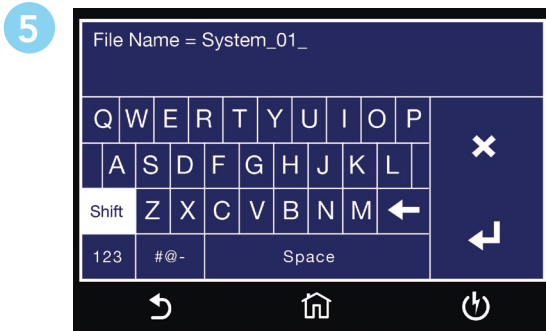 5
File Name = System_01_
Q W E R T Y U I O P
A S D F G H J K L
Shift Z X C V B N M
123 #@- Space